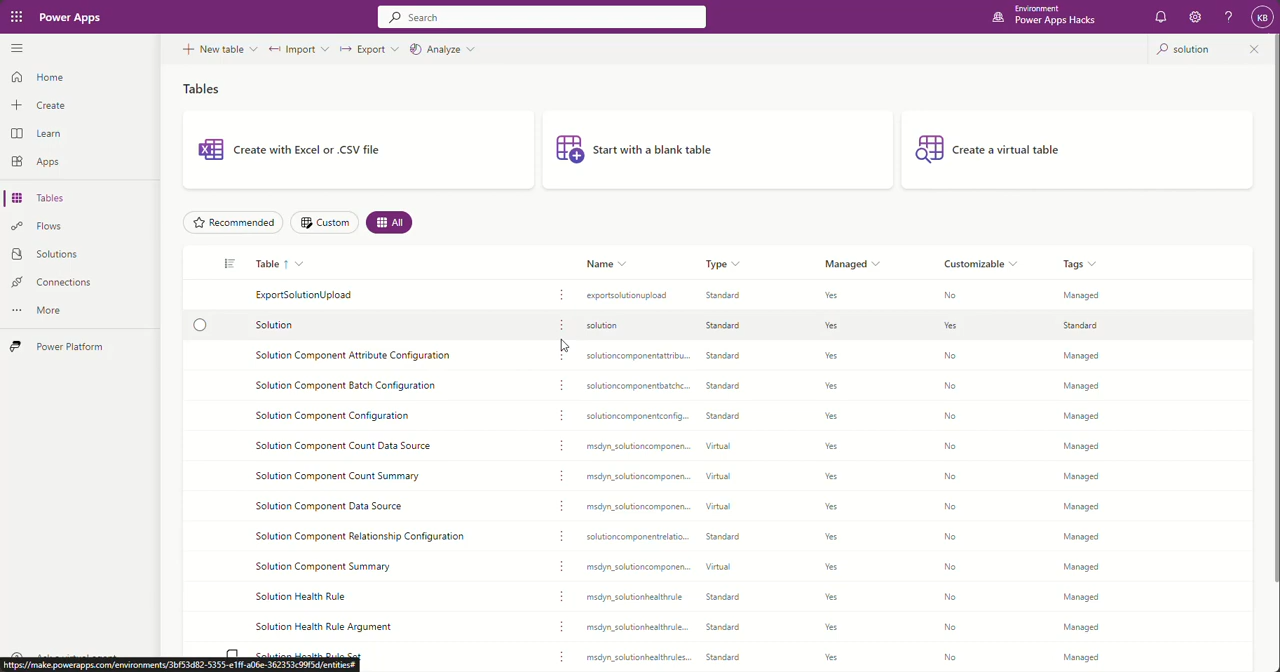 Power Apps
Search
Environment
Power Apps Hacks
KB
New table
Import
Export
Analyze
solution
Home
Create
Learn
Apps
Tables
Flows
Solutions
Connections
More
Power Platform
Tables
Create with Excel or .CSV file
Start with a blank table
Create a virtual table
Recommended
Custom
All
Table ↑ Name Type Managed Customizable Tags
ExportSolutionUpload exportsolutionupload Standard Yes No Managed
Solution solution Standard Yes Yes Standard
Solution Component Attribute Configuration solutioncomponentattribu... Standard Yes No Managed
Solution Component Batch Configuration solutioncomponentbatchc... Standard Yes No Managed
Solution Component Configuration solutioncomponentconfig... Standard Yes No Managed
Solution Component Count Data Source msdyn_solutioncomponen... Virtual Yes No Managed
Solution Component Count Summary msdyn_solutioncomponen... Virtual Yes No Managed
Solution Component Data Source msdyn_solutioncomponen... Virtual Yes No Managed
Solution Component Relationship Configuration solutioncomponentrelatio... Standard Yes No Managed
Solution Component Summary msdyn_solutioncomponen... Virtual Yes No Managed
Solution Health Rule msdyn_solutionhealthrule Standard Yes No Managed
Solution Health Rule Argument msdyn_solutionhealthrule... Standard Yes No Managed
Solution Health Rule Set msdyn_solutionhealthrules... Standard Yes No Managed
https://make.powerapps.com/environments/3bf53d82-5355-e1ff-a06e-362353c99f5d/entities#